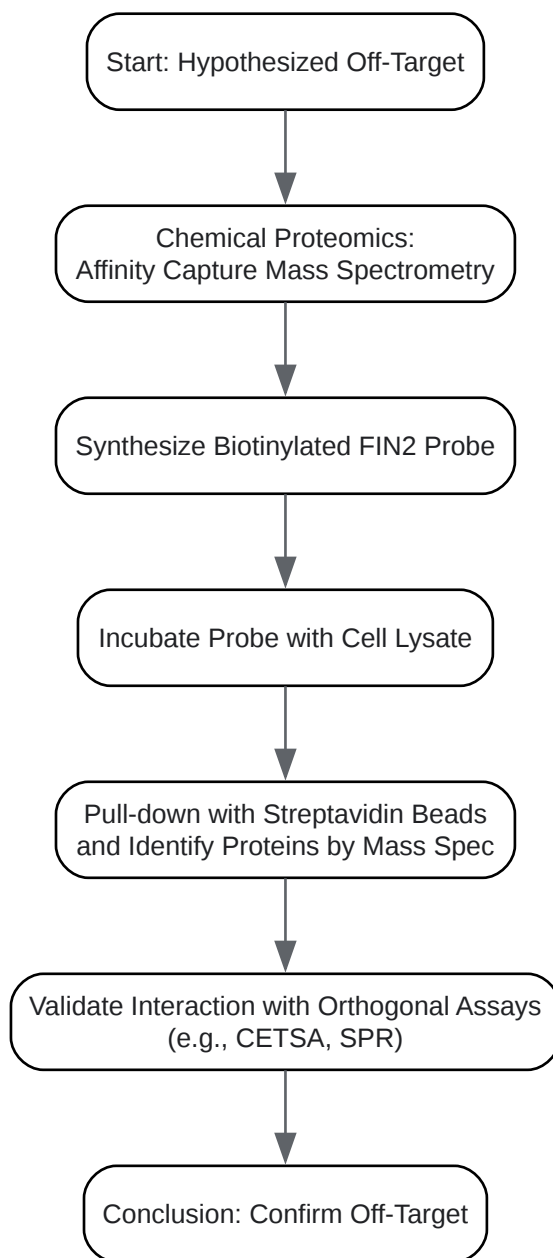 Start: Hypothesized Off-Target
Chemical Proteomics:
Affinity Capture Mass Spectrometry
Synthesize Biotinylated FIN2 Probe
Incubate Probe with Cell Lysate
Pull-down with Streptavidin Beads
and Identify Proteins by Mass Spec
Validate Interaction with Orthogonal Assays
(e.g., CETSA, SPR)
Conclusion: Confirm Off-Target